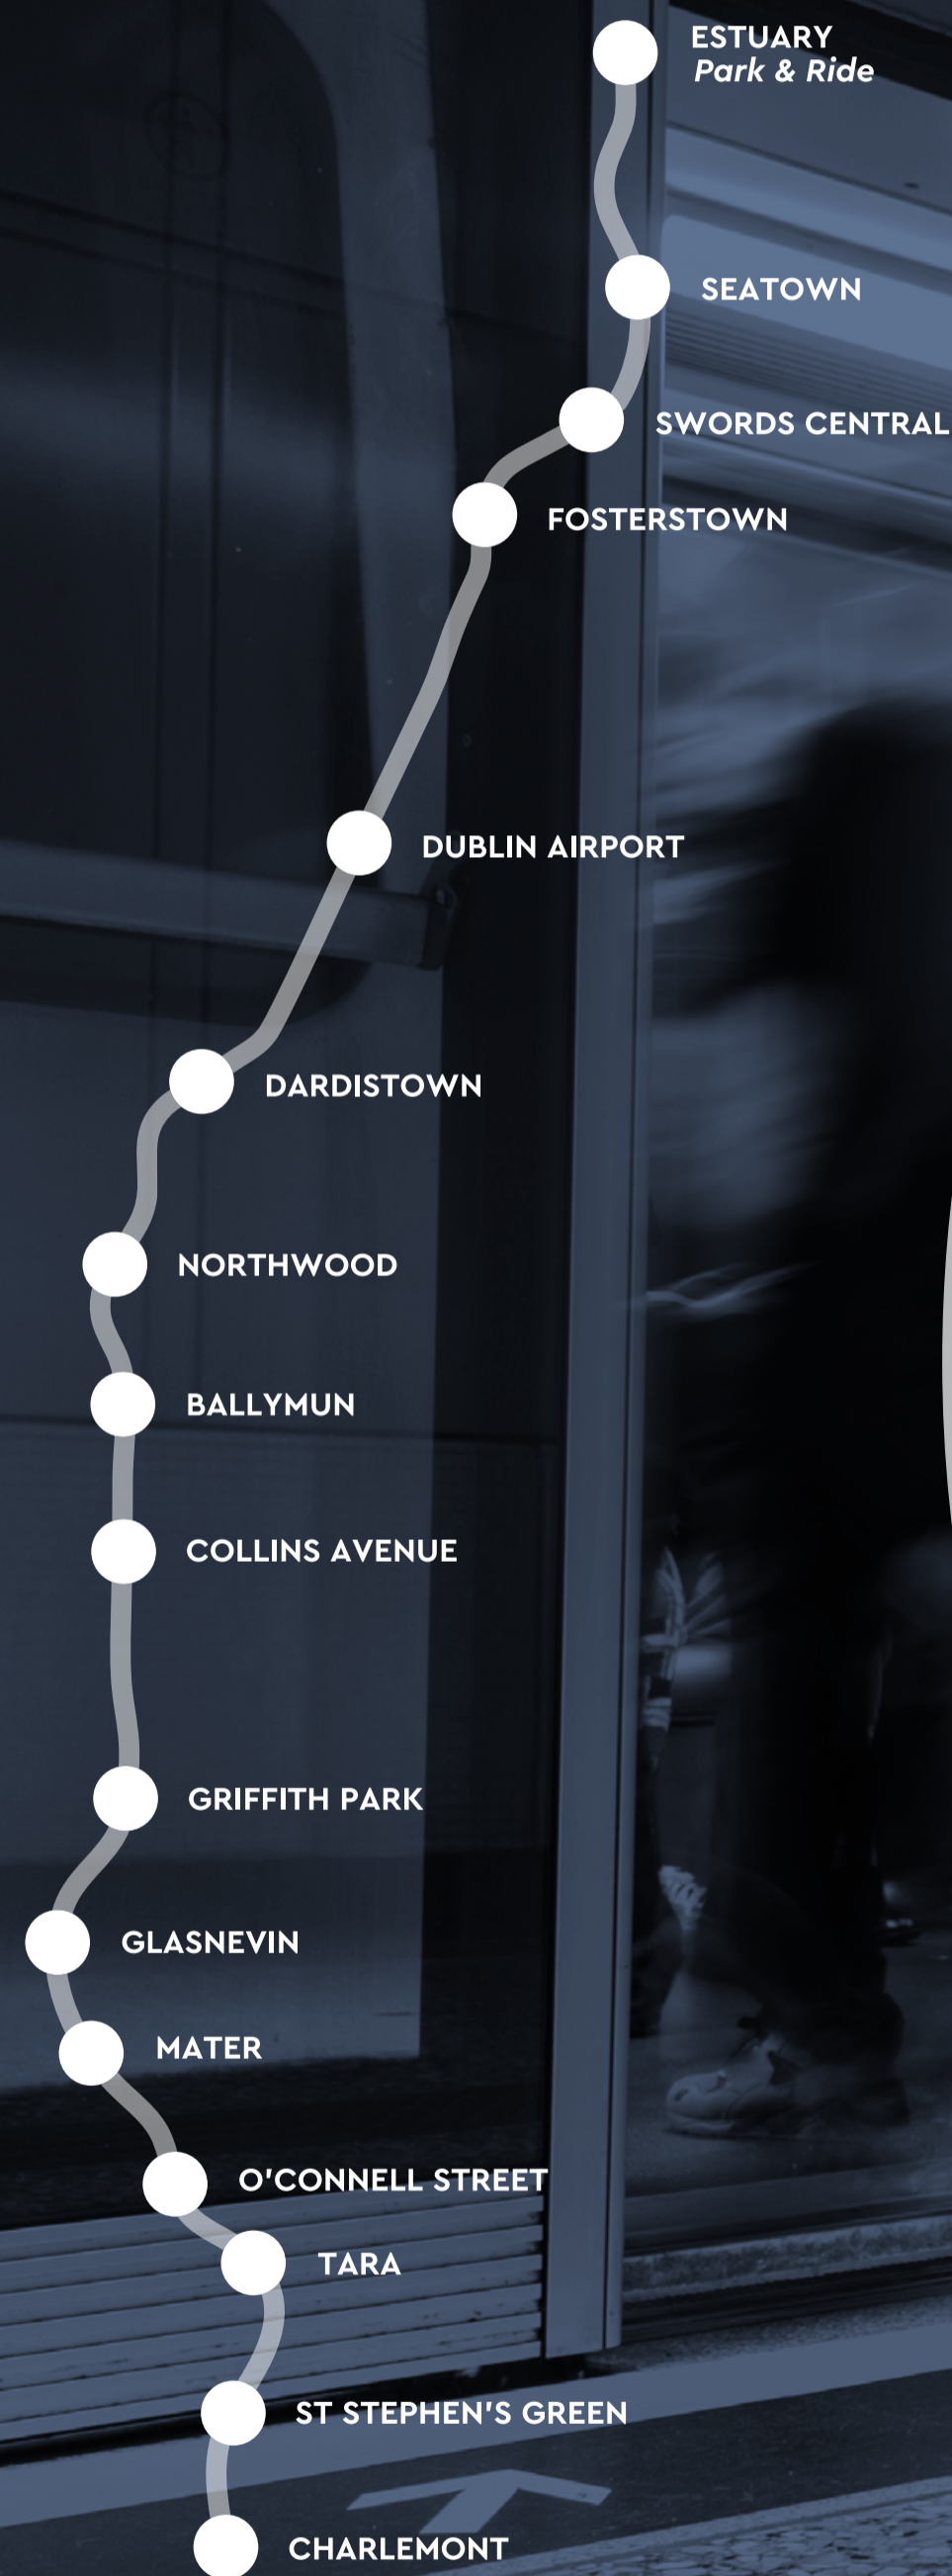 ESTUARY
Park & Ride
SEATOWN
SWORDS CENTRAL
FOSTERSTOWN
DUBLIN AIRPORT
DARDISTOWN
NORTHWOOD
BALLYMUN
COLLINS AVENUE
GRIFFITH PARK
GLASNEVIN
MATER
O'CONNELL STREET
TARA
ST STEPHEN'S GREEN
CHARLEMONT